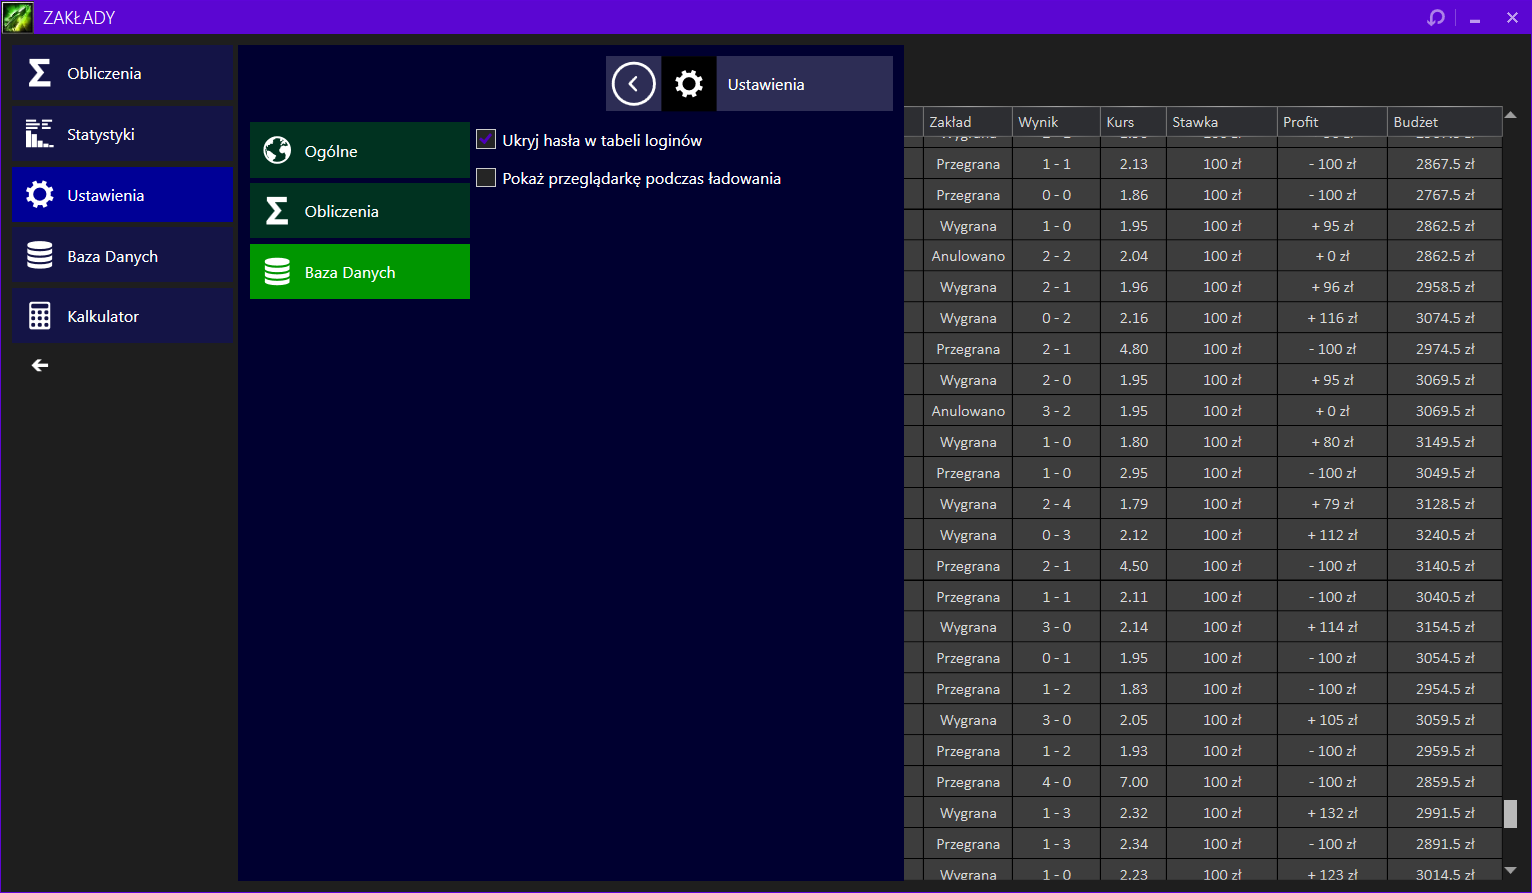 ZAKŁADY
Obliczenia
Statystyki
Ustawienia
Baza Danych
Kalkulator
Ustawienia
Ogólne
Obliczenia
Baza Danych
Ukryj hasła w tabeli loginów
Pokaż przeglądarkę podczas ładowania
Zakład Wynik Kurs Stawka Profit Budżet
Przegrana 1 - 1 2.13 100 zł - 100 zł 2867.5 zł
Przegrana 0 - 0 1.86 100 zł - 100 zł 2767.5 zł
Wygrana 1 - 0 1.95 100 zł + 95 zł 2862.5 zł
Anulowano 2 - 2 2.04 100 zł + 0 zł 2862.5 zł
Wygrana 2 - 1 1.96 100 zł + 96 zł 2958.5 zł
Wygrana 0 - 2 2.16 100 zł + 116 zł 3074.5 zł
Przegrana 2 - 1 4.80 100 zł - 100 zł 2974.5 zł
Wygrana 2 - 0 1.95 100 zł + 95 zł 3069.5 zł
Anulowano 3 - 2 1.95 100 zł + 0 zł 3069.5 zł
Wygrana 1 - 0 1.80 100 zł + 80 zł 3149.5 zł
Przegrana 1 - 0 2.95 100 zł - 100 zł 3049.5 zł
Wygrana 2 - 4 1.79 100 zł + 79 zł 3128.5 zł
Wygrana 0 - 3 2.12 100 zł + 112 zł 3240.5 zł
Przegrana 2 - 1 4.50 100 zł - 100 zł 3140.5 zł
Przegrana 1 - 1 2.11 100 zł - 100 zł 3040.5 zł
Wygrana 3 - 0 2.14 100 zł + 114 zł 3154.5 zł
Przegrana 0 - 1 1.95 100 zł - 100 zł 3054.5 zł
Przegrana 1 - 2 1.83 100 zł - 100 zł 2954.5 zł
Wygrana 3 - 0 2.05 100 zł + 105 zł 3059.5 zł
Przegrana 1 - 2 1.93 100 zł - 100 zł 2959.5 zł
Przegrana 4 - 0 7.00 100 zł - 100 zł 2859.5 zł
Wygrana 1 - 3 2.32 100 zł + 132 zł 2991.5 zł
Przegrana 1 - 3 2.34 100 zł - 100 zł 2891.5 zł
Wygrana 1 - 0 2.23 100 zł + 123 zł 3014.5 zł